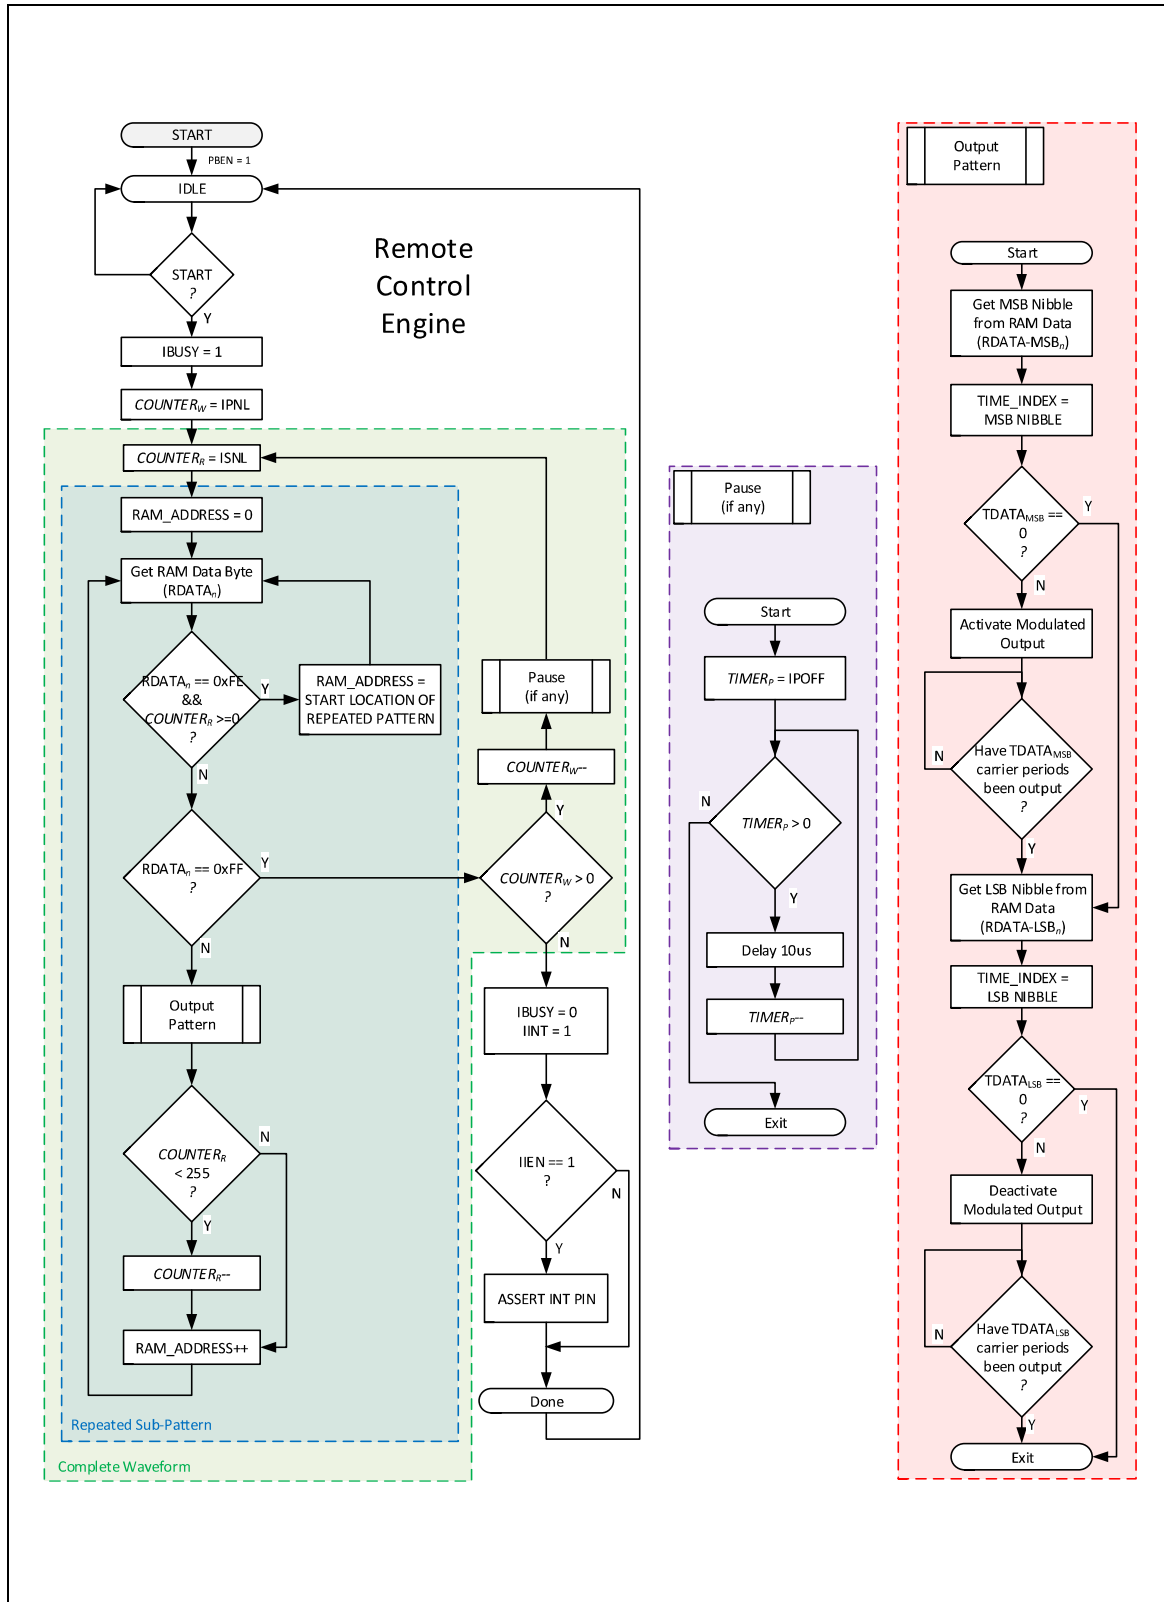 START
PBEN = 1
IDLE
Remote
Control
Engine
START
?
Y
IBUSY = 1
COUNTERW = IPNL
COUNTERR = ISNL
RAM_ADDRESS = 0
Get RAM Data Byte
(RDATAn)
RDATAn == 0xFE
&&
COUNTERR >=0
?
Y
N
RAM_ADDRESS =
START LOCATION OF
REPEATED PATTERN
RDATAn == 0xFF
?
Y
N
Output
Pattern
COUNTERR
< 255
?
N
Y
COUNTERR--
RAM_ADDRESS++
Repeated Sub-Pattern
Complete Waveform
Pause
(if any)
COUNTERW--
Y
COUNTERW > 0
?
N
IBUSY = 0
IINT = 1
IIEN == 1
?
N
Y
ASSERT INT PIN
Done
Pause
(if any)
Start
TIMERP = IPOFF
N
TIMERP > 0
Y
Delay 10us
TIMERP--
Exit
Output
Pattern
Start
Get MSB Nibble
from RAM Data
(RDATA-MSBn)
TIME_INDEX =
MSB NIBBLE
TDATAMSB ==
0
?
Y
N
Activate Modulated
Output
Have TDATAMSB
carrier periods
been output
?
N
Y
Get LSB Nibble from
RAM Data
(RDATA-LSBn)
TIME_INDEX =
LSB NIBBLE
TDATALSB ==
0
?
Y
N
Deactivate
Modulated Output
Have TDATALSB
carrier periods
been output
?
N
Y
Exit